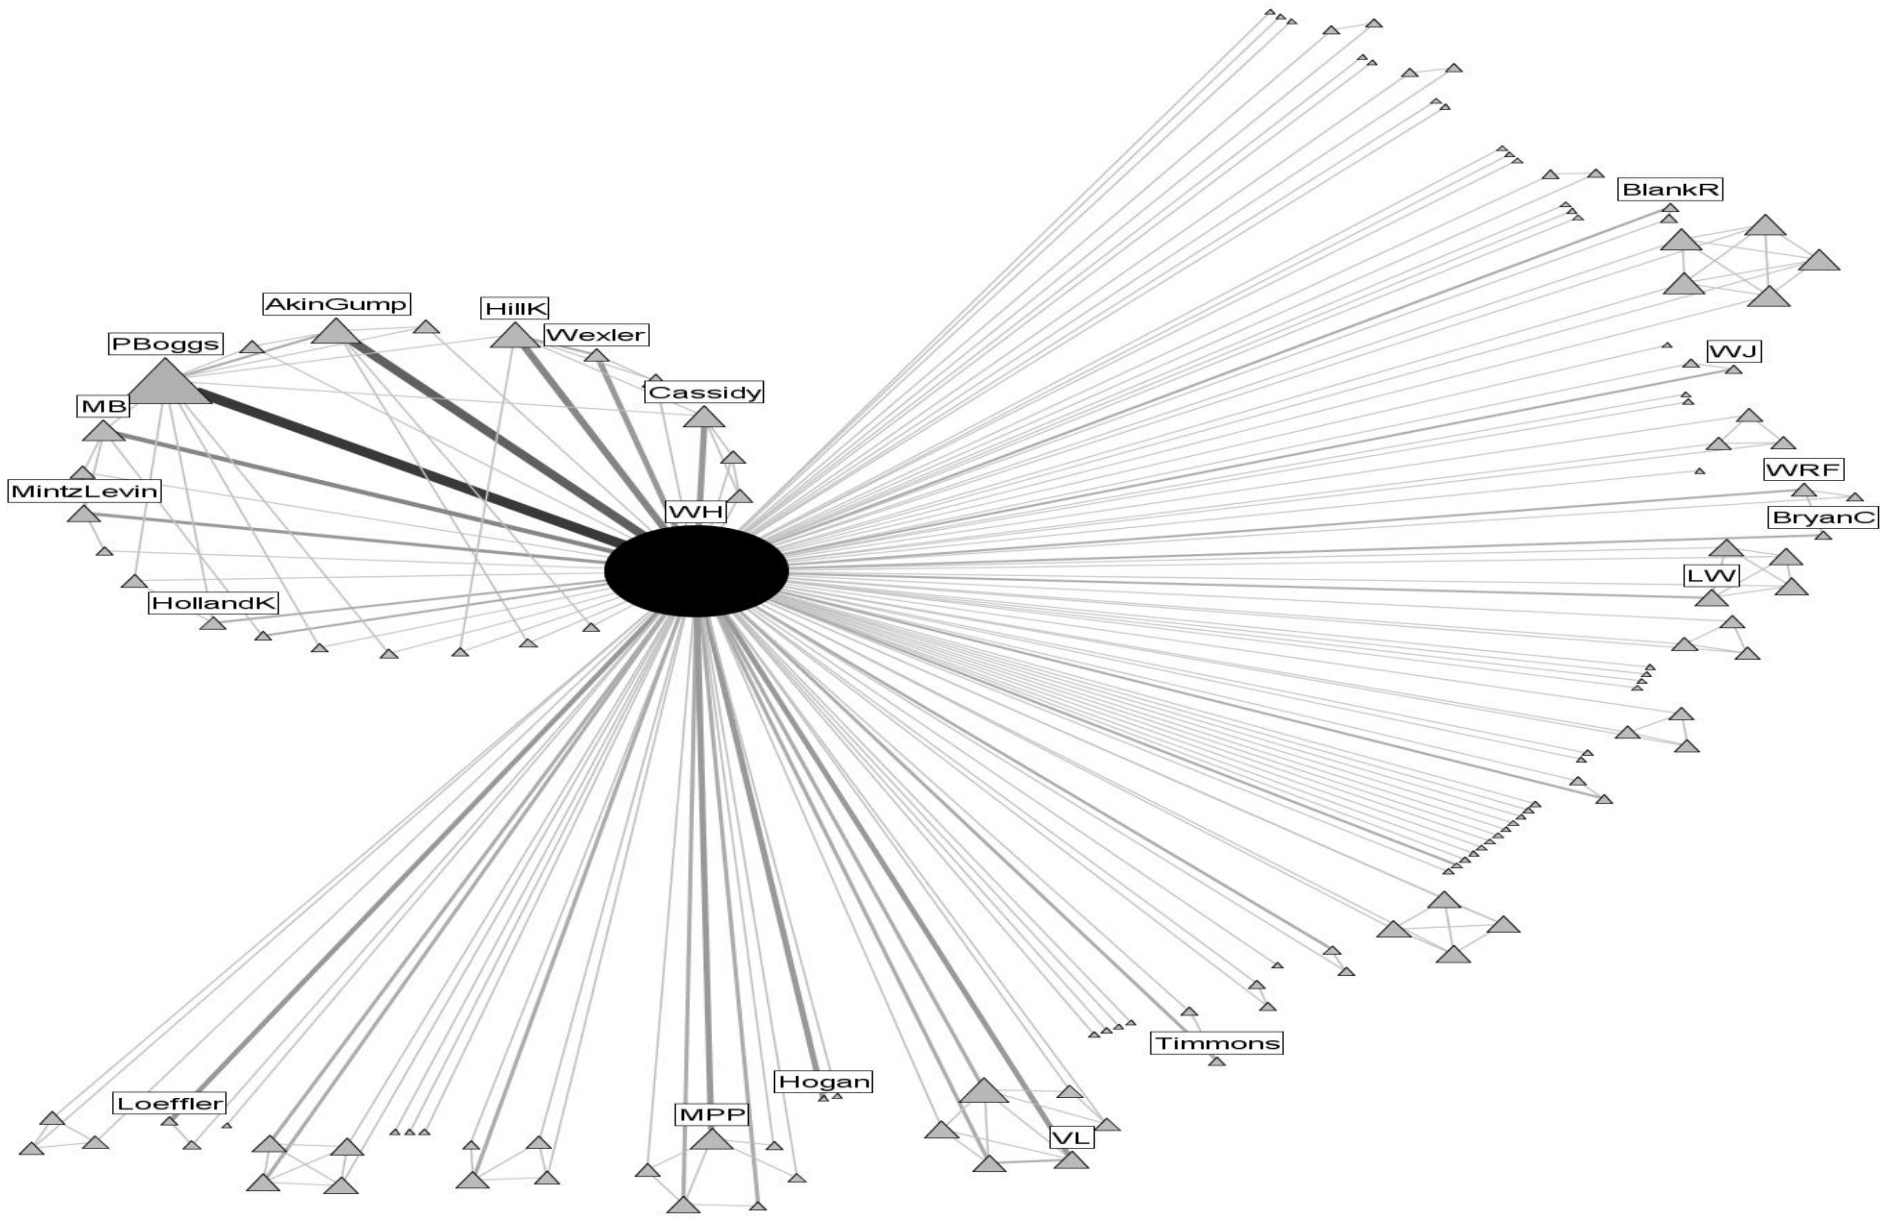 BlankR
AkinGump
HillK
Wexler
PBoggs
WJ
Cassidy
MB
WRF
MintzLevin
WH
BryanC
LW
HollandK
Timmons
Hogan
Loeffler
MPP
VL